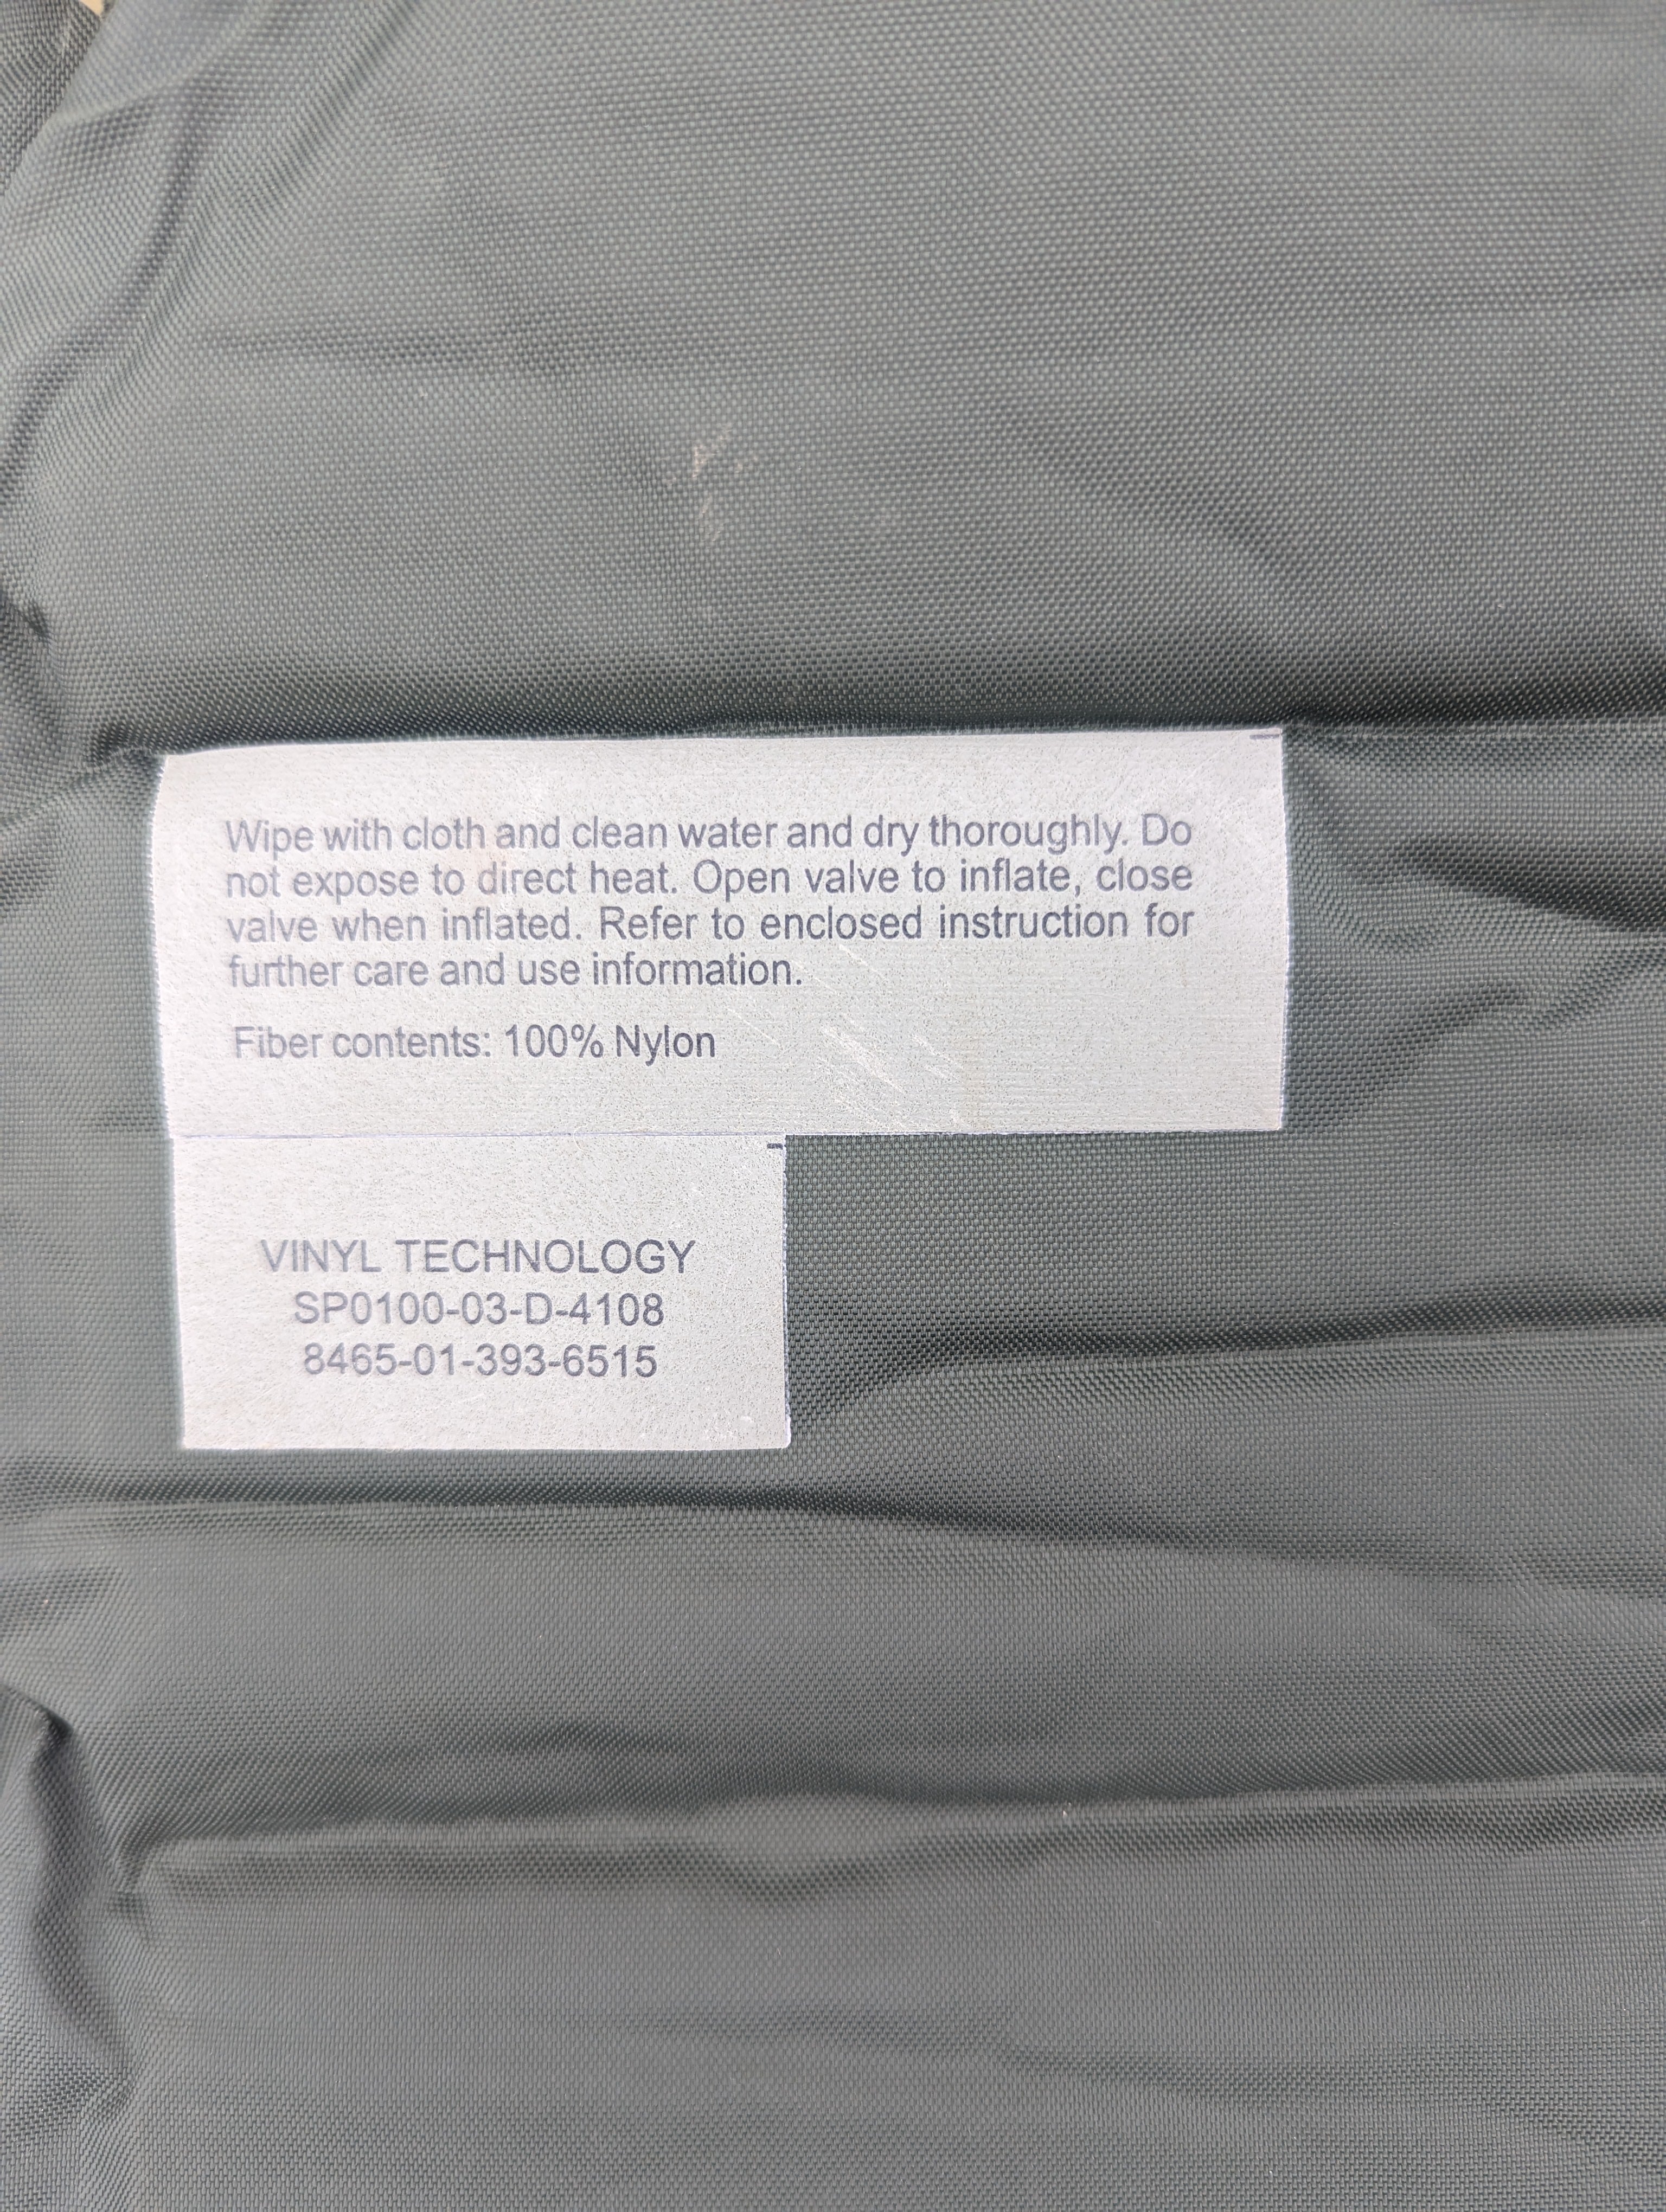 Wipe with cloth and clean water and dry thoroughly. Do
not expose to direct heat. Open valve to inflate, close
valve when inflated. Refer to enclosed instruction for
further care and use information.
Fiber contents: 100% Nylon
VINYL TECHNOLOGY
SP0100-03-D-4108
8465-01-393-6515